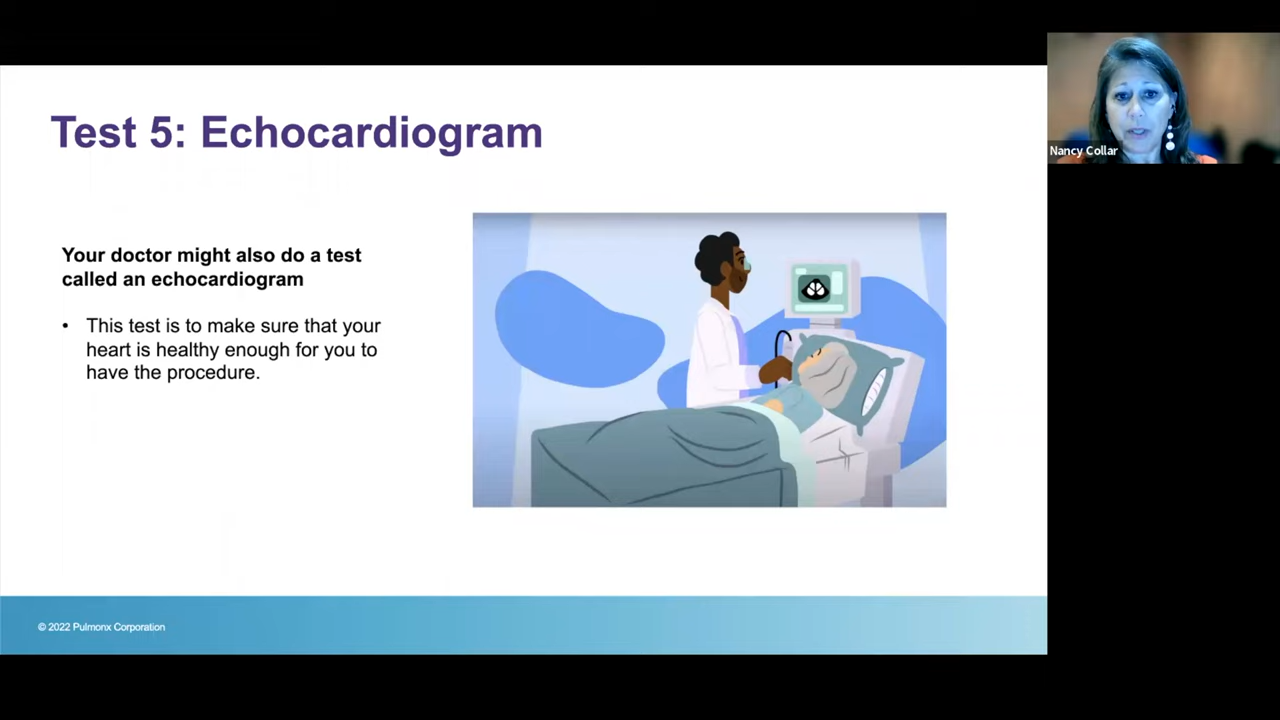 Test 5: Echocardiogram
Nancy Collar
Your doctor might also do a test
called an echocardiogram
• This test is to make sure that your
heart is healthy enough for you to
have the procedure.
© 2022 Pulmonx Corporation